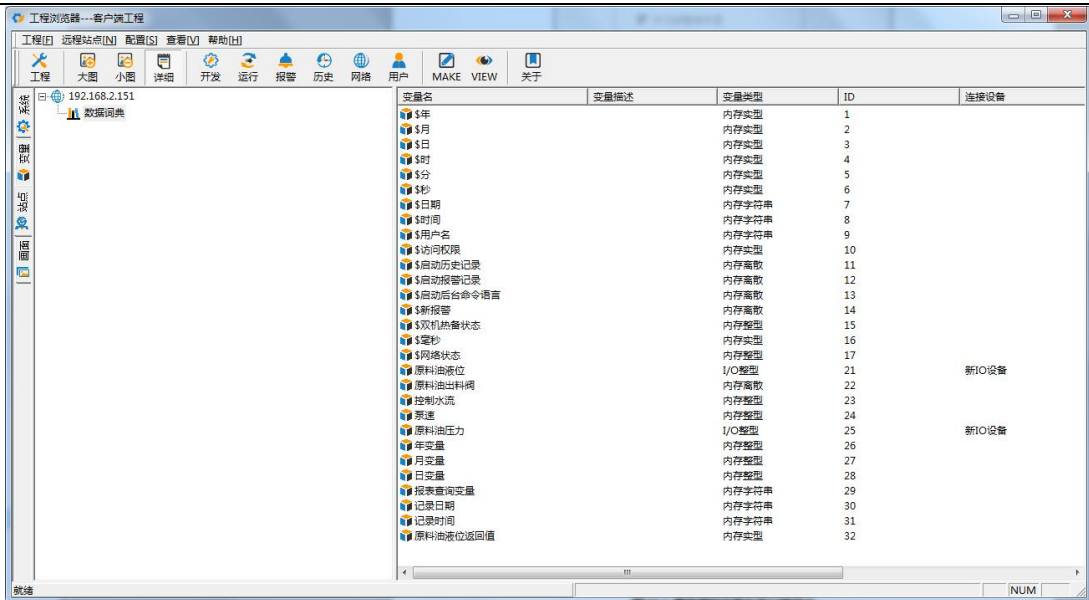 工程浏览器---客户端工程
工程[F] 远程站点[N] 配置[S] 查看[V] 帮助[H]
工程 大图 小图 详细 开发 运行 报警 历史 网络 用户 MAKE VIEW 关于
系统
变量
站点
画面
192.168.2.151
数据词典
变量名 变量描述 变量类型 ID 连接设备
$年 内存实型 1
$月 内存实型 2
$日 内存实型 3
$时 内存实型 4
$分 内存实型 5
$秒 内存实型 6
$日期 内存字符串 7
$时间 内存字符串 8
$用户名 内存字符串 9
$访问权限 内存实型 10
$启动历史记录 内存离散 11
$启动报警记录 内存离散 12
$启动后台命令语言 内存离散 13
$新报警 内存离散 14
$双机热备状态 内存整型 15
$毫秒 内存实型 16
$网络状态 内存整型 17
原料油液位 I/O整型 21 新IO设备
原料油出料阀 内存离散 22
控制水流 内存整型 23
泵速 内存整型 24
原料油压力 I/O整型 25 新IO设备
年变量 内存整型 26
月变量 内存整型 27
日变量 内存整型 28
报表查询变量 内存字符串 29
记录日期 内存字符串 30
记录时间 内存字符串 31
原料油液位返回值 内存实型 32
就绪 NUM